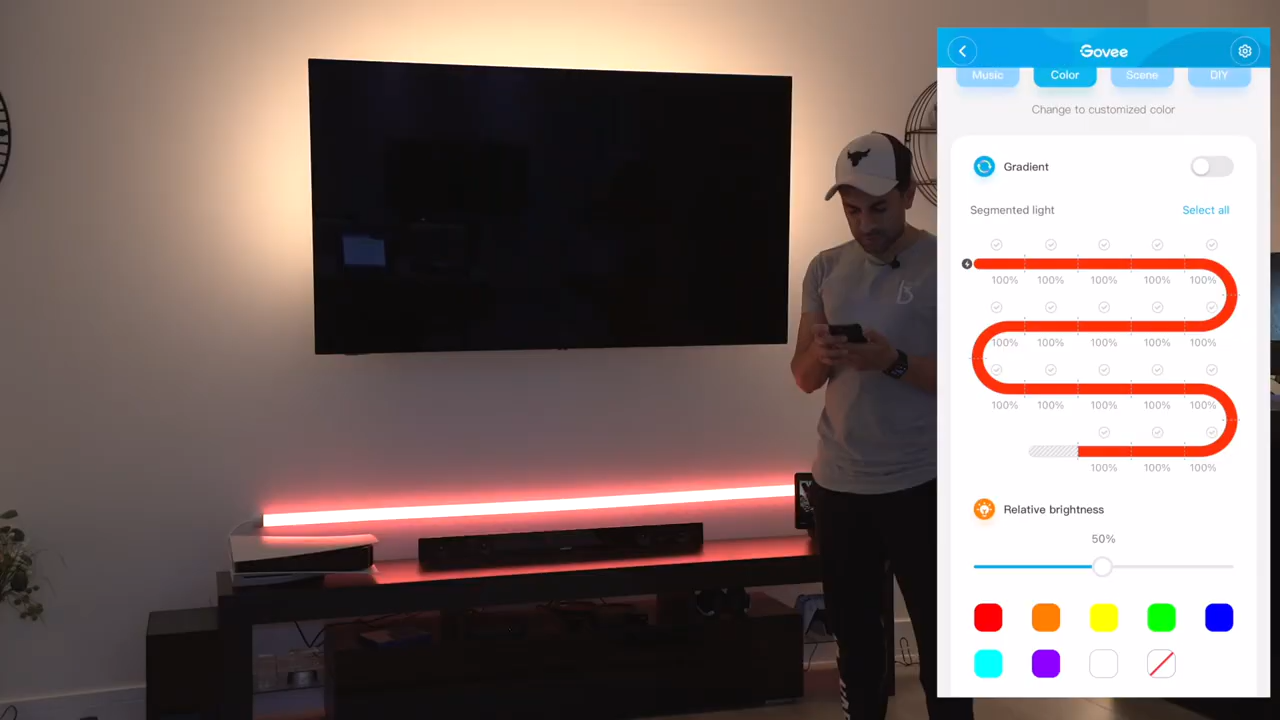 Govee
Music Color Scene DIY
Change to customized color
Gradient
Segmented light Select all
100% 100% 100% 100% 100%
100% 100% 100% 100% 100%
100% 100% 100% 100% 100%
100% 100% 100%
Relative brightness
50%